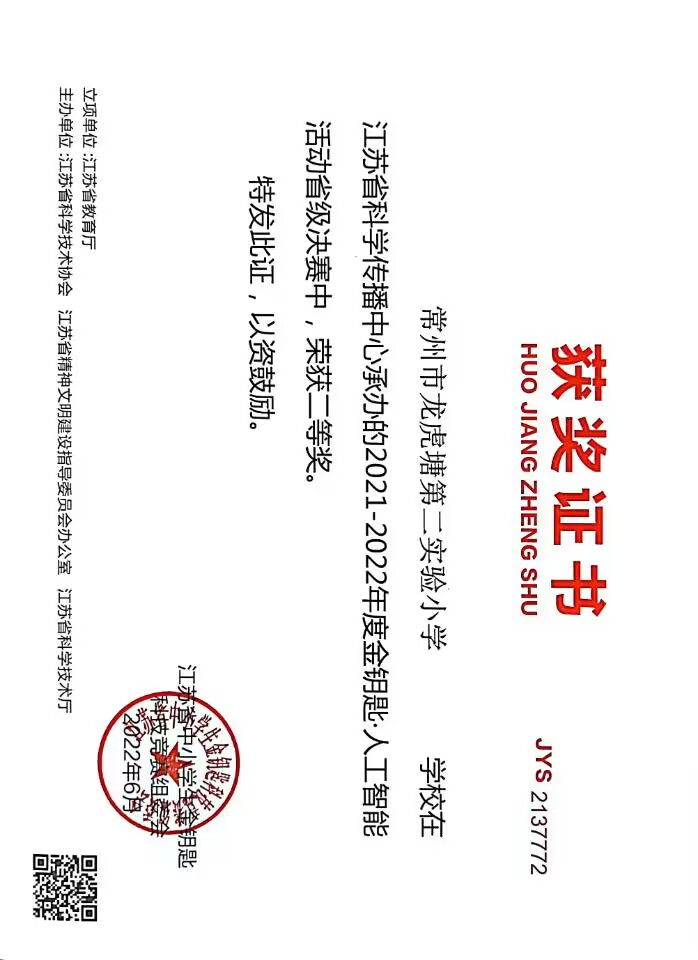 获奖证书
HUO JIANG ZHENG SHU
JYS 2137772
常州市龙虎塘第二实验小学 学校在
江苏省科学传播中心承办的2021-2022年度金钥匙·人工智能
活动省级决赛中，荣获二等奖。
特发此证，以资鼓励。
江苏省中小学生金钥匙
科技竞赛组委会
2022年6月
立项单位:江苏省教育厅
主办单位:江苏省科学技术协会 江苏省精神文明建设指导委员会办公室 江苏省科学技术厅